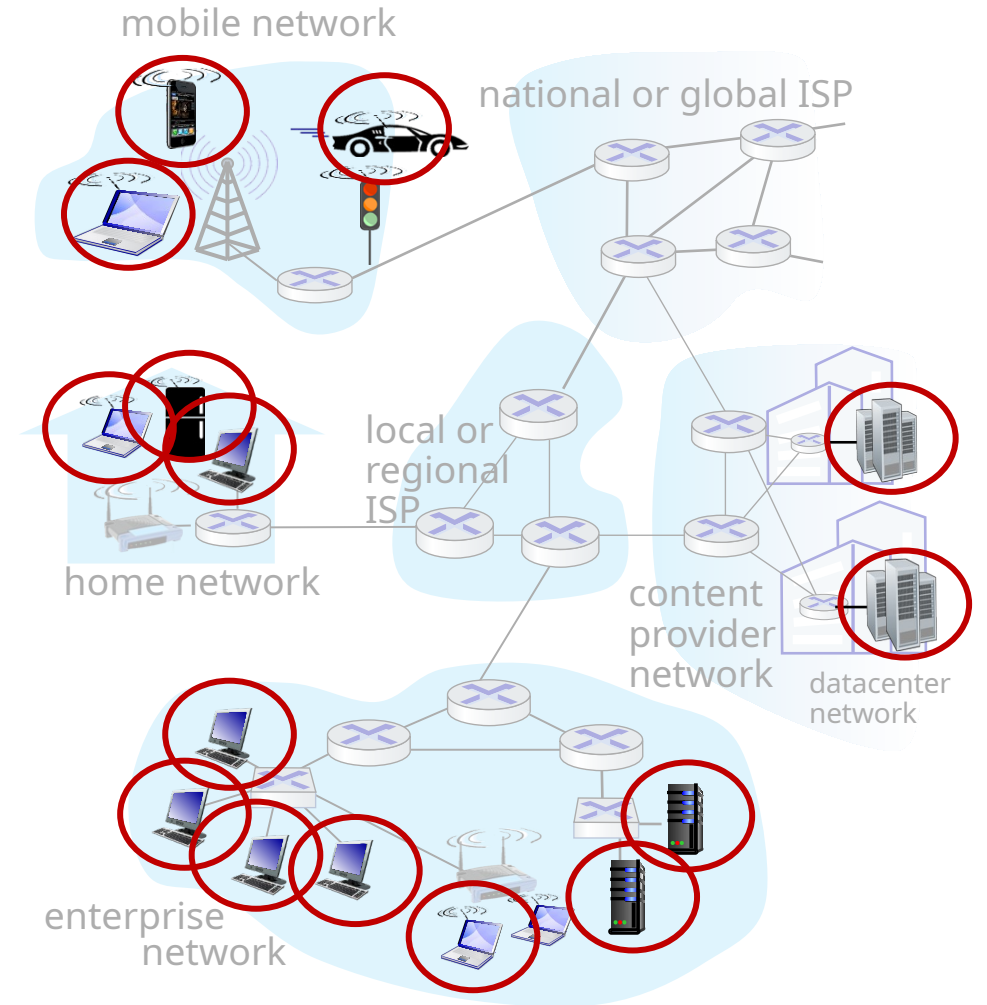 mobile network
national or global ISP
local or
regional
ISP
home network
content
provider
network
datacenter
network
enterprise
network